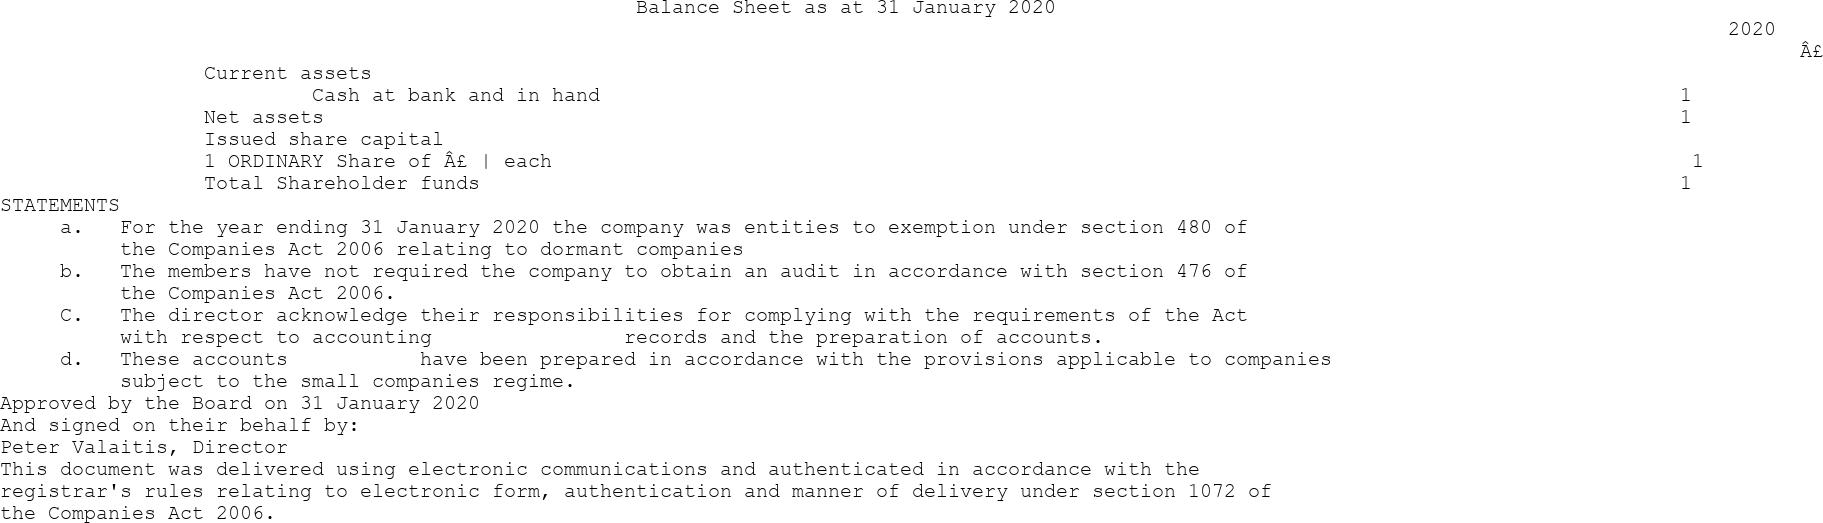 Balance Sheet as at 31 January 2020
2020
Â£
Current assets
Cash at bank and in hand 1
Net assets 1
Issued share capital
1 ORDINARY Share of Â£ | each 1
Total Shareholder funds 1
STATEMENTS
a. For the year ending 31 January 2020 the company was entities to exemption under section 480 of
the Companies Act 2006 relating to dormant companies
b. The members have not required the company to obtain an audit in accordance with section 476 of
the Companies Act 2006.
C. The director acknowledge their responsibilities for complying with the requirements of the Act
with respect to accounting records and the preparation of accounts.
d. These accounts have been prepared in accordance with the provisions applicable to companies
subject to the small companies regime.
Approved by the Board on 31 January 2020
And signed on their behalf by:
Peter Valaitis, Director
This document was delivered using electronic communications and authenticated in accordance with the
registrar's rules relating to electronic form, authentication and manner of delivery under section 1072 of
the Companies Act 2006.